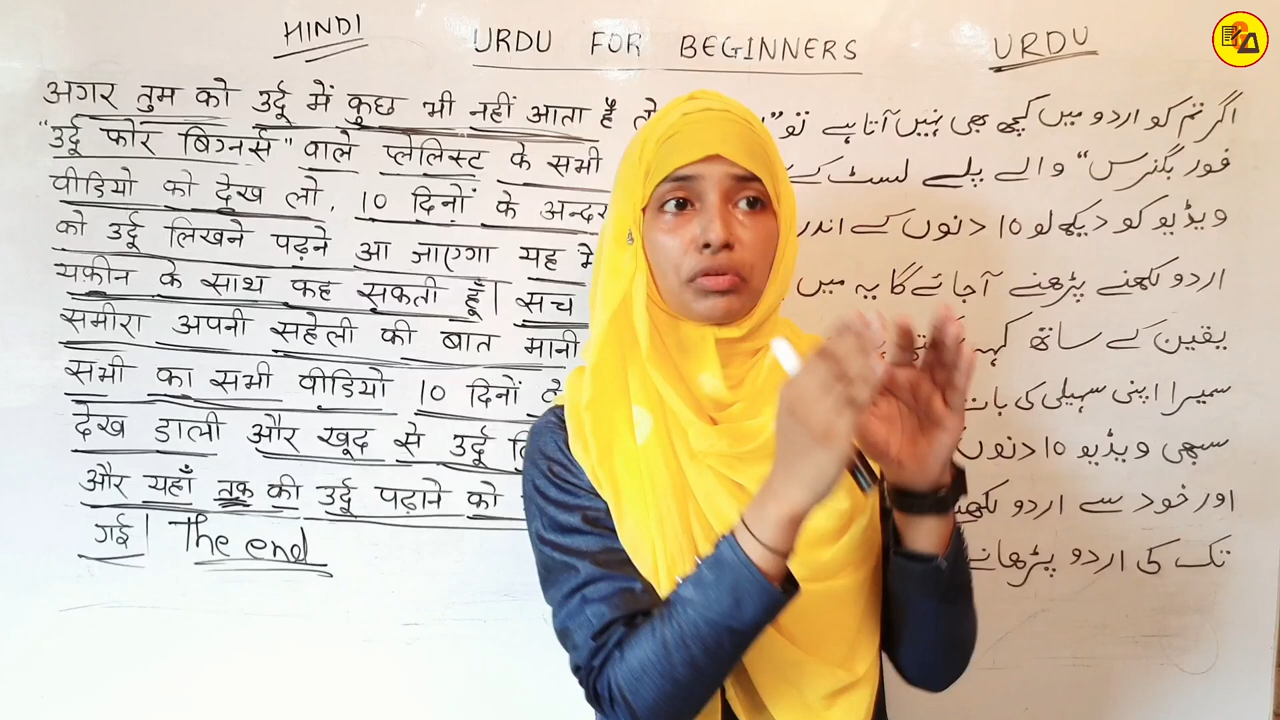 HINDI
URDU FOR BEGINNERS
URDU
अगर तुम को उर्दू में कुछ भी नहीं आता है तो
"उर्दू फोर बिग्नर्स" वाले प्लेलिस्ट के सभी
वीडियो को देख लो, 10 दिनों के अन्दर
को उर्दू लिखने पढ़ने आ जाएगा यह मै
यक़ीन के साथ कह सकती हूँ। सच
समीरा अपनी सहेली की बात मानी
सभी का सभी वीडियो 10 दिनों
देख डाली और खूद से उर्दू
और यहाँ तक की उर्दू पढ़ाने को
गई। The end
اگر تم کو اردو میں کچھ بھی نہیں آتا ہے تو
فور بگنرس“ والے پلے لسٹ کے
ویڈیو کو دیکھ لو 10 دنوں کے اندر
اردو لکھنے پڑھنے آجائے گا یہ میں
یقین کے ساتھ کہہ
سمیرا اپنی سہیلی کی بات
سبھی ویڈیو 10 دنوں
اور خود سے اردو لکھنے
تک کی اردو پڑھانے